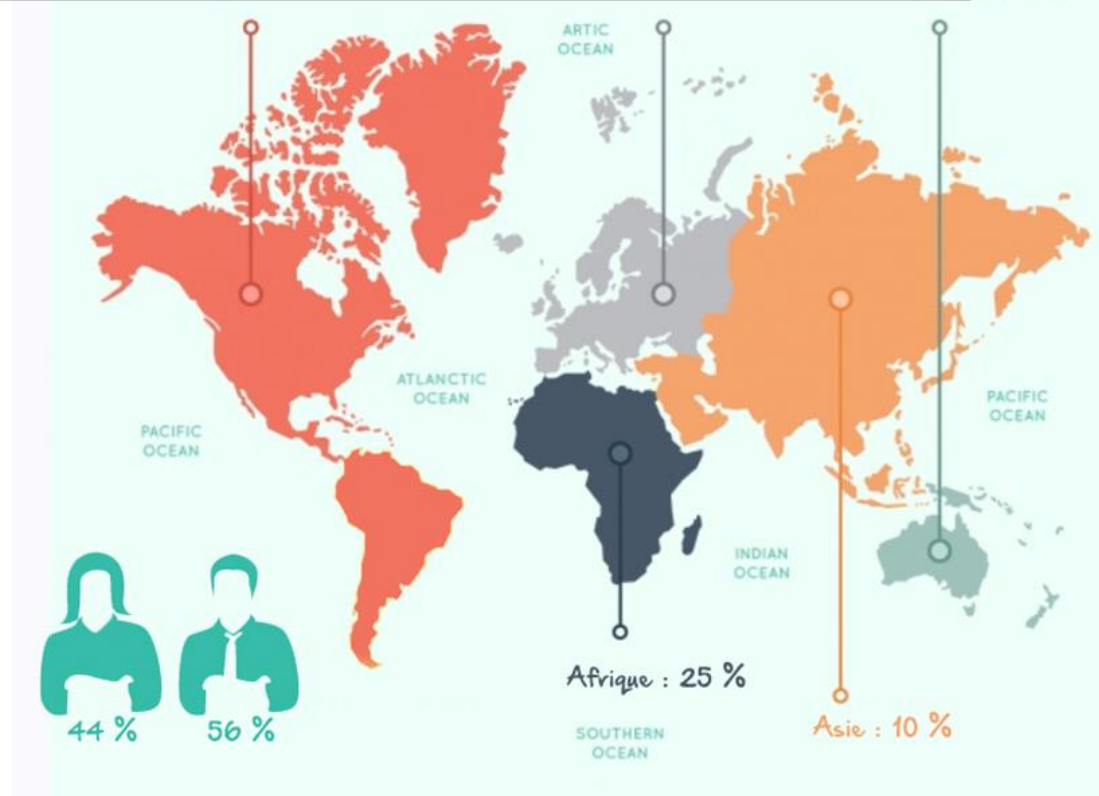 ARTIC
OCEAN
ATLANCTIC
OCEAN
PACIFIC
OCEAN
PACIFIC
OCEAN
INDIAN
OCEAN
Afrique : 25 %
44 %
56 %
Asie : 10 %
SOUTHERN
OCEAN